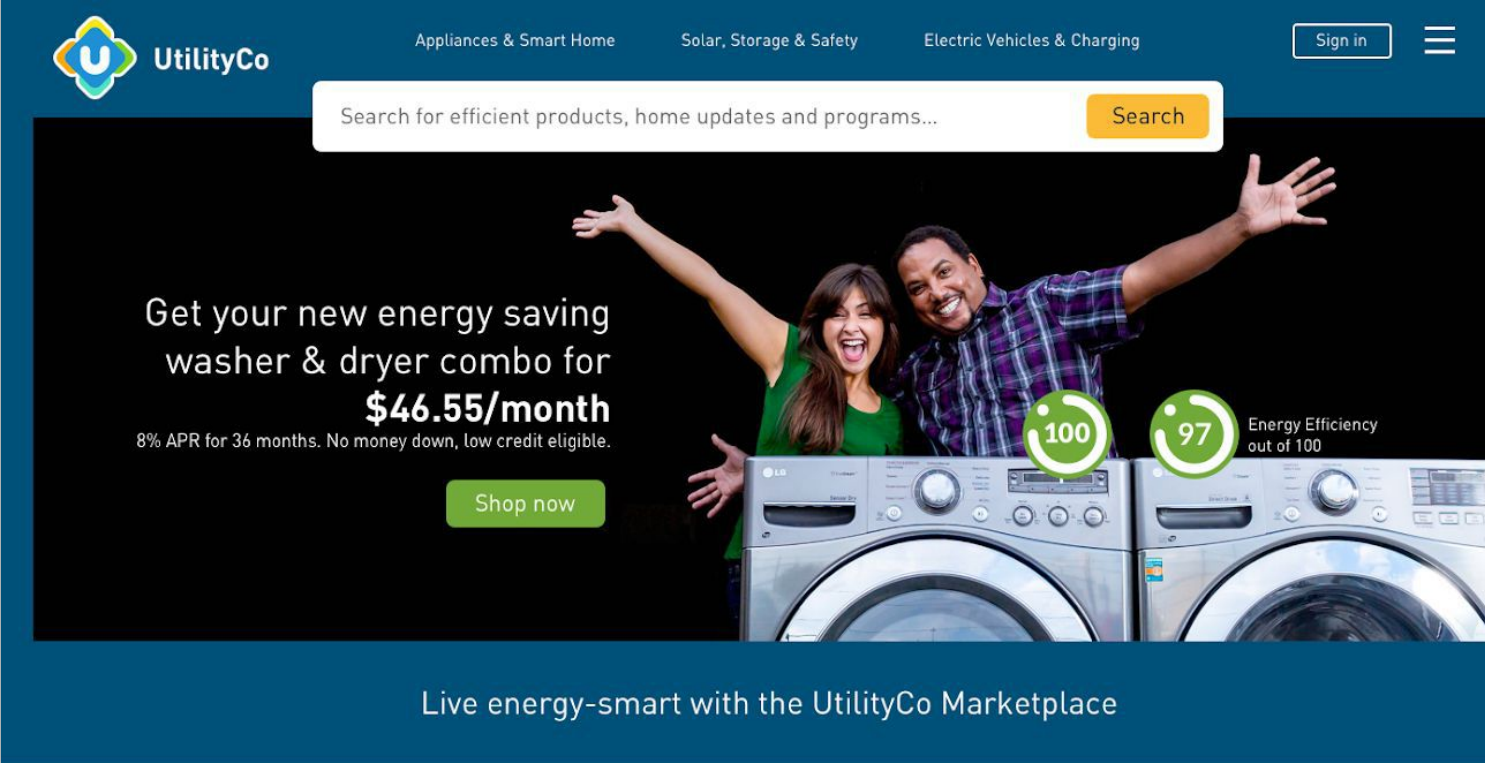 U
UtilityCo
Appliances & Smart Home
Solar, Storage & Safety
Electric Vehicles & Charging
Sign in
Search for efficient products, home updates and programs...
Search
Get your new energy saving
washer & dryer combo for
$46.55/month
8% APR for 36 months. No money down, low credit eligible.
Shop now
100
97
Energy Efficiency
out of 100
LG
Sensor Dry
Live energy-smart with the UtilityCo Marketplace